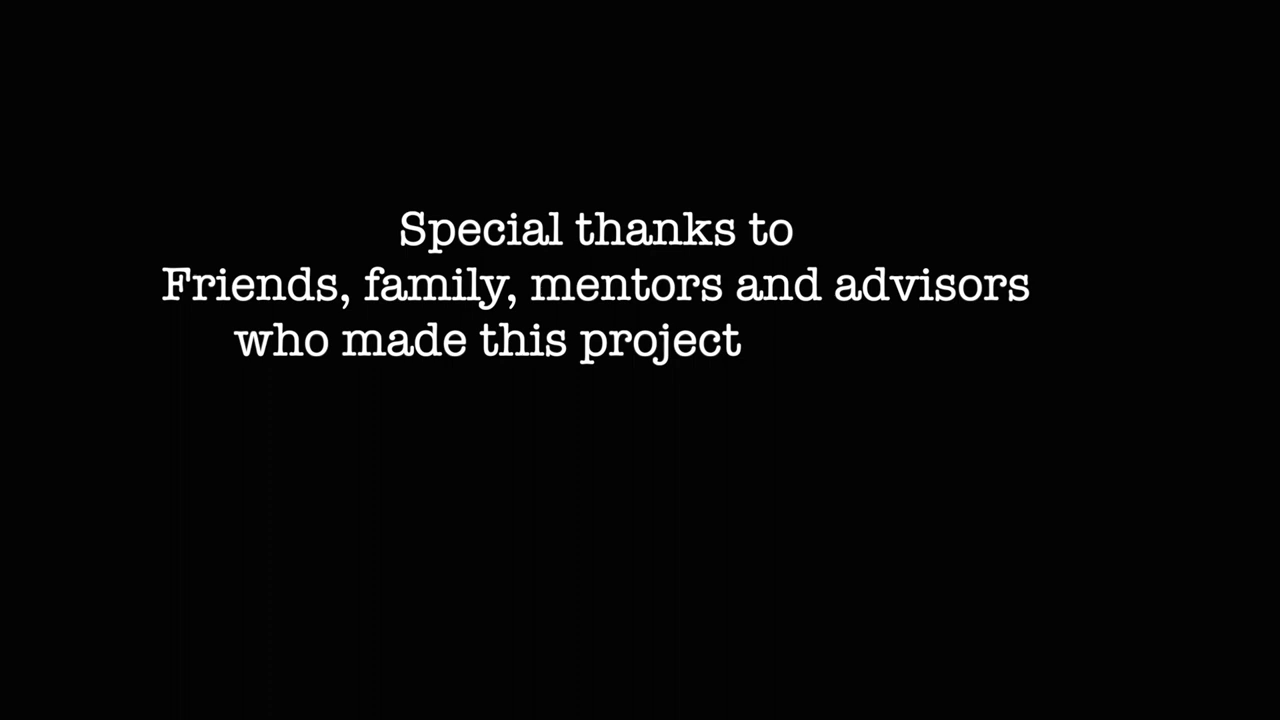 Special thanks to
Friends, family, mentors and advisors
who made this project